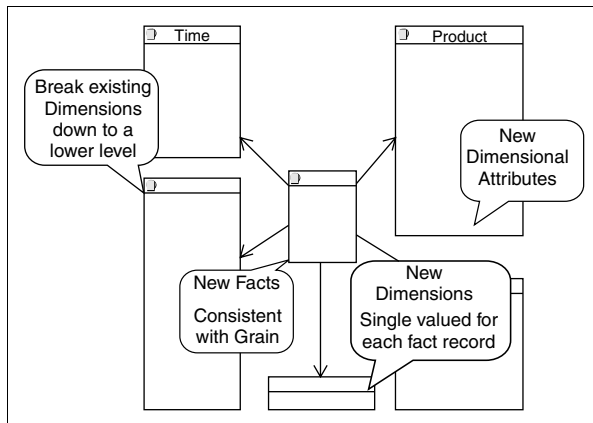 Time
Product
Break existing
Dimensions
down to a
lower level
New
Dimensional
Attributes
New Facts
Consistent
with Grain
New
Dimensions
Single valued for
each fact record